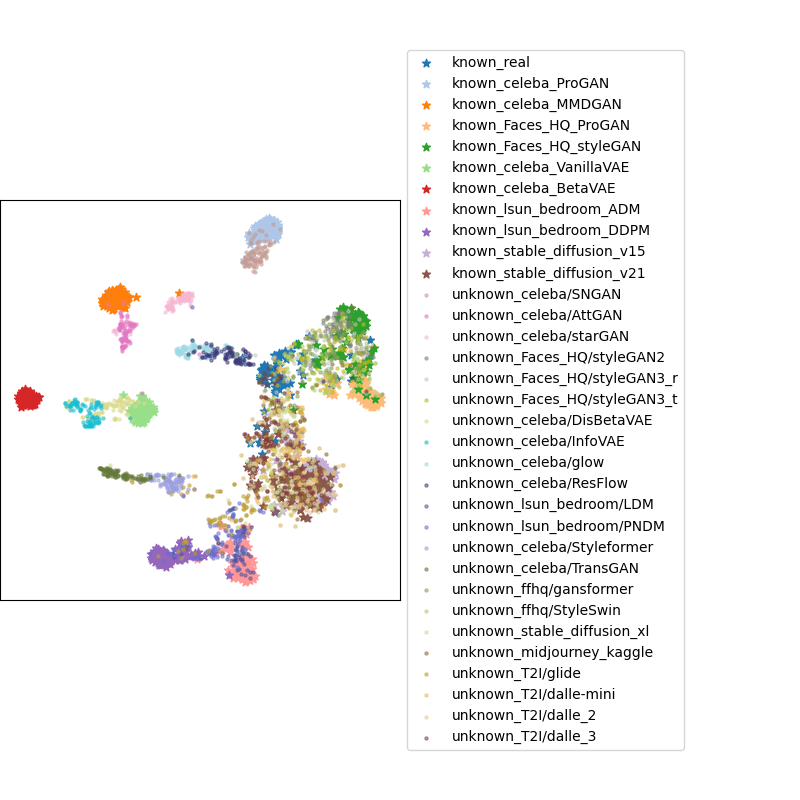 known_real
known_celeba_ProGAN
known_celeba_MMDGAN
known_Faces_HQ_ProGAN
known_Faces_HQ_styleGAN
known_celeba_VanillaVAE
known_celeba_BetaVAE
known_lsun_bedroom_ADM
known_lsun_bedroom_DDPM
known_stable_diffusion_v15
known_stable_diffusion_v21
unknown_celeba/SNGAN
unknown_celeba/AttGAN
unknown_celeba/starGAN
unknown_Faces_HQ/styleGAN2
unknown_Faces_HQ/styleGAN3_r
unknown_Faces_HQ/styleGAN3_t
unknown_celeba/DisBetaVAE
unknown_celeba/InfoVAE
unknown_celeba/glow
unknown_celeba/ResFlow
unknown_lsun_bedroom/LDM
unknown_lsun_bedroom/PNDM
unknown_celeba/Styleformer
unknown_celeba/TransGAN
unknown_ffhq/gansformer
unknown_ffhq/StyleSwin
unknown_stable_diffusion_xl
unknown_midjourney_kaggle
unknown_T2I/glide
unknown_T2I/dalle-mini
unknown_T2I/dalle_2
unknown_T2I/dalle_3